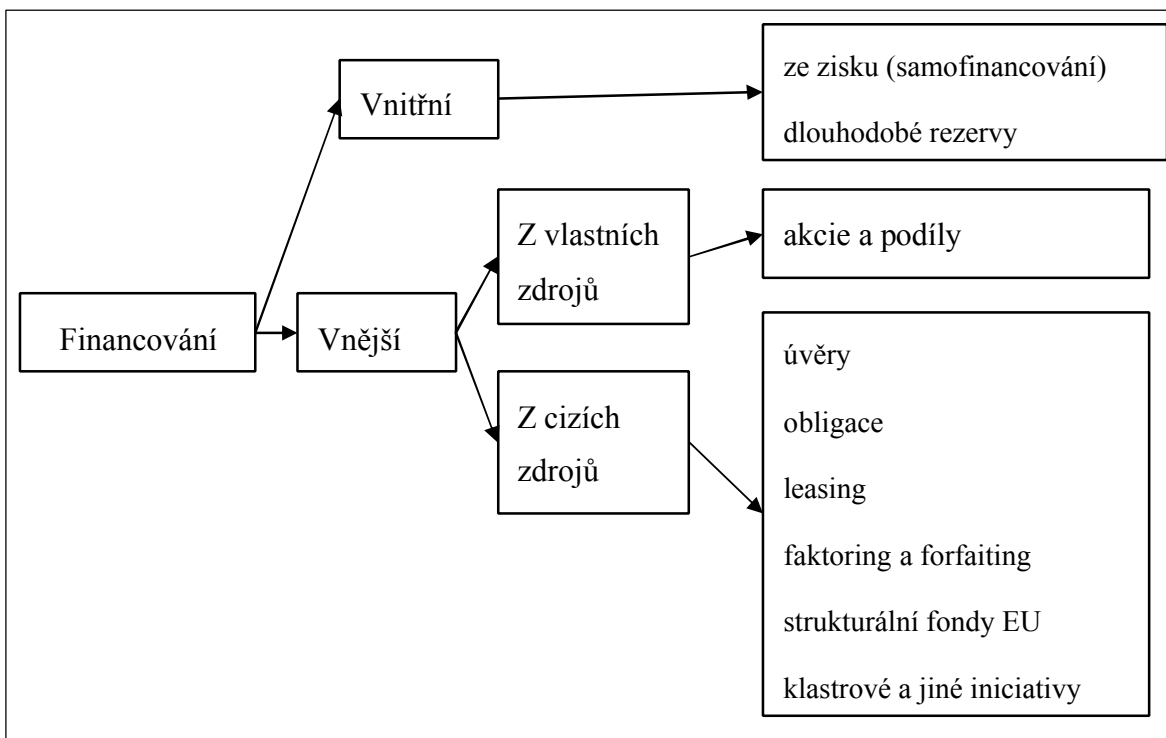 Financování
Vnitřní
ze zisku (samofinancování)
dlouhodobé rezervy
Vnější
Z vlastních
zdrojů
akcie a podíly
Z cizích
zdrojů
úvěry
obligace
leasing
faktoring a forfaiting
strukturální fondy EU
klastrové a jiné iniciativy